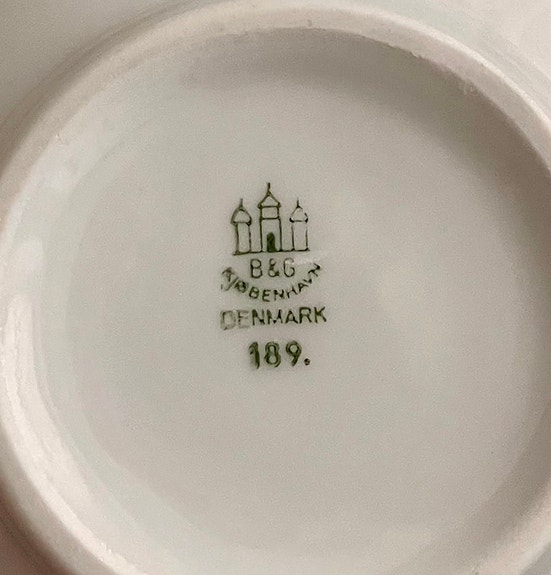 B&G
KJØBENHAVN
DENMARK
189.